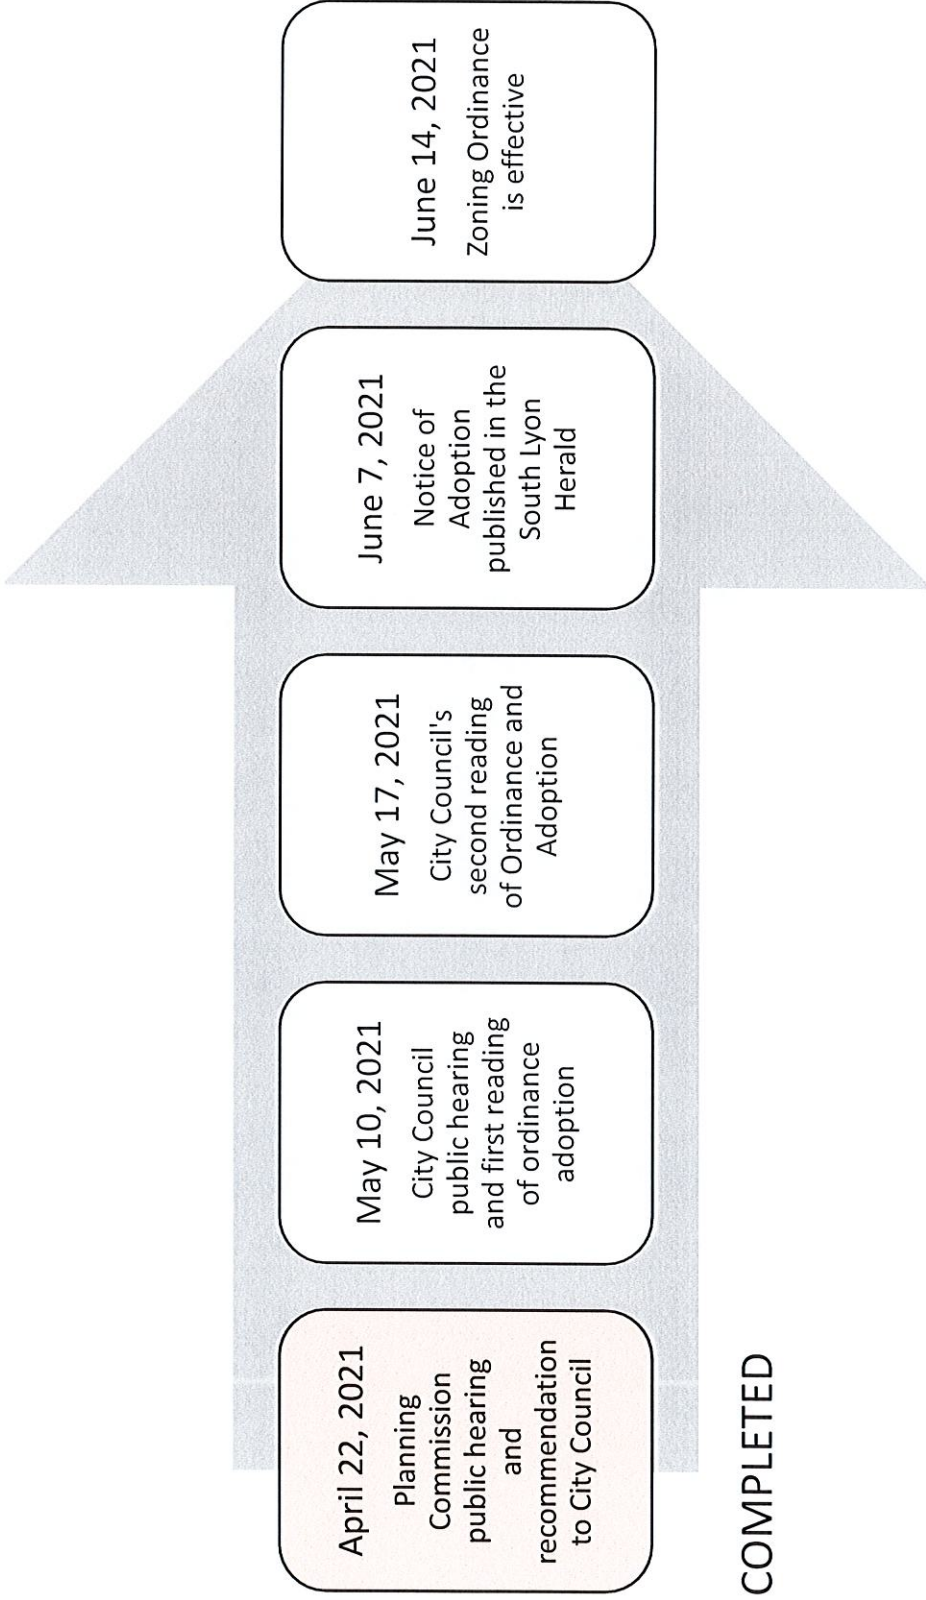 April 22, 2021
Planning
Commission
public hearing
and
recommendation
to City Council
May 10, 2021
City Council
public hearing
and first reading
of ordinance
adoption
May 17, 2021
City Council's
second reading
of Ordinance and
Adoption
June 7, 2021
Notice of
Adoption
published in the
South Lyon
Herald
June 14, 2021
Zoning Ordinance
is effective
COMPLETED